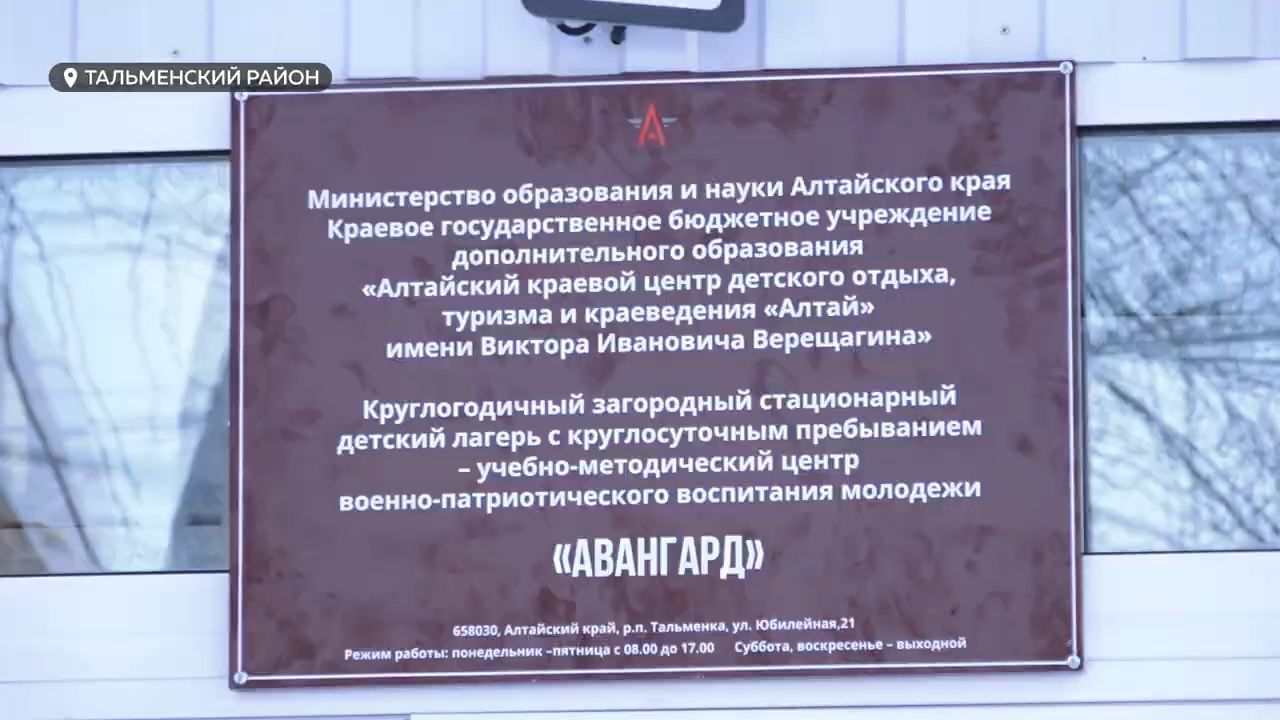 ТАЛЬМЕНСКИЙ РАЙОН
Министерство образования и науки Алтайского края
Краевое государственное бюджетное учреждение
дополнительного образования
«Алтайский краевой центр детского отдыха,
туризма и краеведения «Алтай»
имени Виктора Ивановича Верещагина»
Круглогодичный загородный стационарный
детский лагерь с круглосуточным пребыванием
– учебно-методический центр
военно-патриотического воспитания молодежи
«АВАНГАРД»
658030, Алтайский край, р.п. Тальменка, ул. Юбилейная,21
Режим работы: понедельник –пятница с 08.00 до 17.00 Суббота, воскресенье – выходной